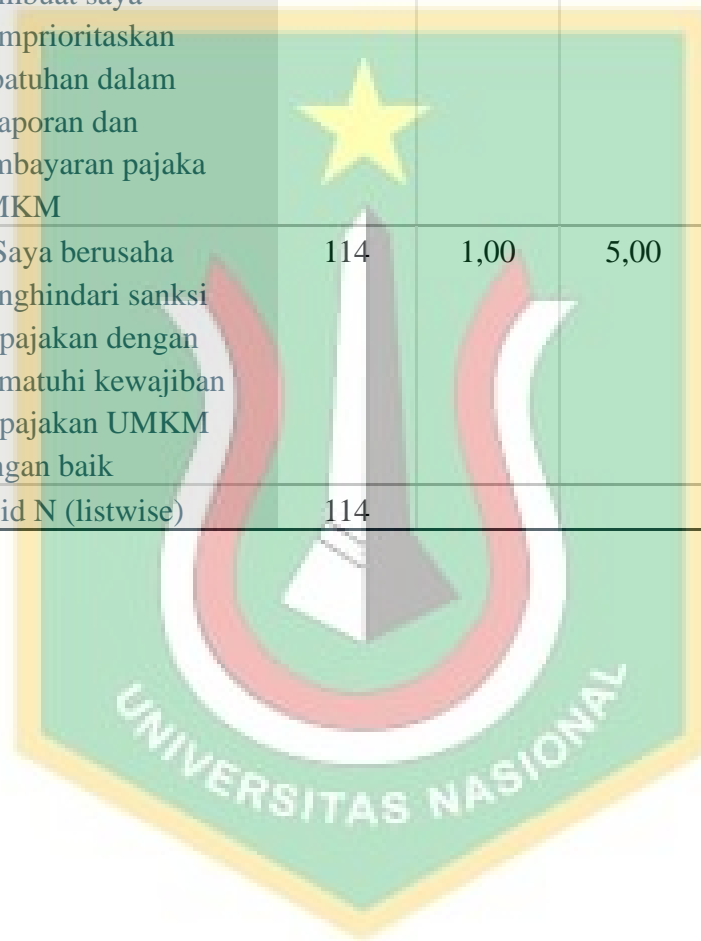 mbuat saya
mprioritaskan
patuhan dalam
aporan dan
mbayaran pajaka
MKM
Saya berusaha 114 1,00 5,00
nghindari sanksi
pajakan dengan
matuhi kewajiban
pajakan UMKM
ngan baik
id N (listwise) 114
UNIVERSITAS NASIONAL